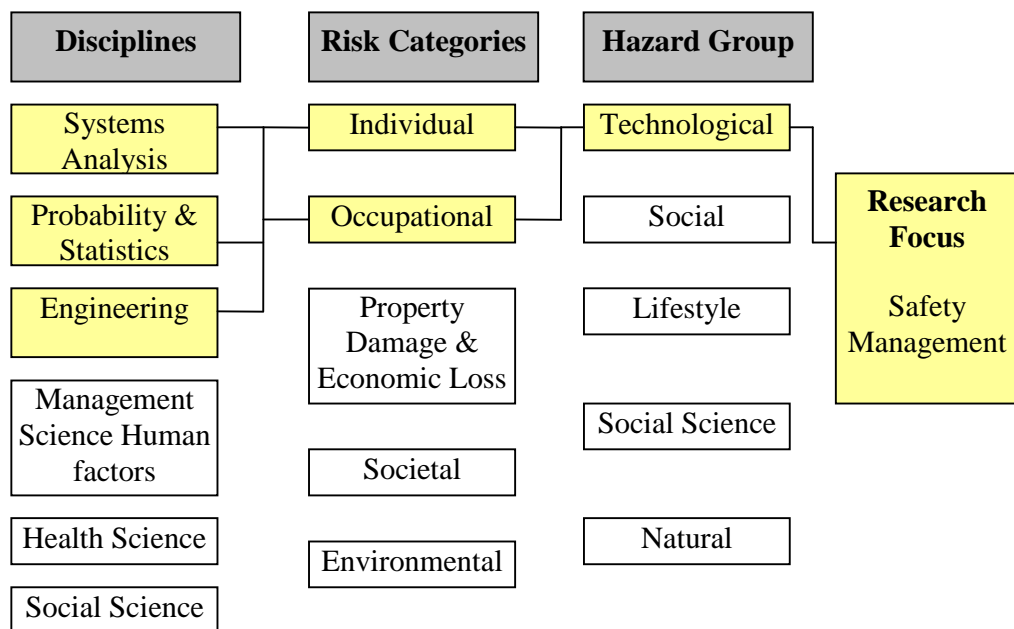 Disciplines
Systems
Analysis
Probability &
Statistics
Engineering
Management
Science Human
factors
Health Science
Social Science
Risk Categories
Individual
Occupational
Property
Damage &
Economic Loss
Societal
Environmental
Hazard Group
Technological
Social
Lifestyle
Social Science
Natural
Research
Focus
Safety
Management